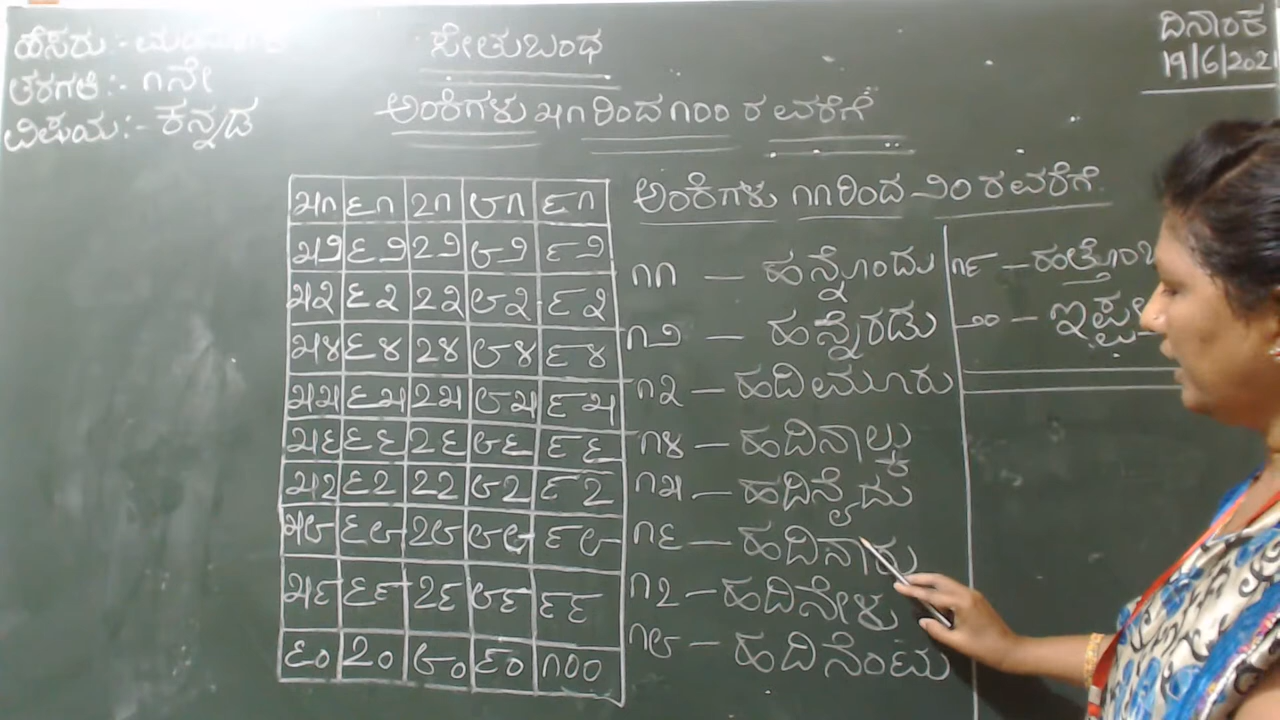 ಹೆಸರು :-
ತರಗತಿ :- ೧ನೇ
ವಿಷಯ :- ಕನ್ನಡ
ಸೇತುಬಂಧ
ದಿನಾಂಕ
19/6/2021
ಅಂಕಿಗಳು ೫೧ ರಿಂದ ೧೦೦ ರ ವರೆಗೆ
೫೧ ೬೧ ೭೧ ೮೧ ೯೧
೫೨ ೬೨ ೭೨ ೮೨ ೯೨
೫೩ ೬೩ ೭೩ ೮೩ ೯೩
೫೪ ೬೪ ೭೪ ೮೪ ೯೪
೫೫ ೬೫ ೭೫ ೮೫ ೯೫
೫೬ ೬೬ ೭೬ ೮೬ ೯೬
೫೭ ೬೭ ೭೭ ೮೭ ೯೭
೫೮ ೬೮ ೭೮ ೮೮ ೯೮
೫೯ ೬೯ ೭೯ ೮೯ ೯೯
೬೦ ೭೦ ೮೦ ೯೦ ೧೦೦
ಅಂಕಿಗಳು ೧೧ರಿಂದ ೨೦ ರವರೆಗೆ
೧೧ – ಹನ್ನೊಂದು
೧೨ – ಹನ್ನೆರಡು
೧೩ – ಹದಿಮೂರು
೧೪ – ಹದಿನಾಲ್ಕು
೧೫ – ಹದಿನೈದು
೧೬ – ಹದಿನಾರು
೧೭ – ಹದಿನೇಳು
೧೮ – ಹದಿನೆಂಟು
೧೯ – ಹತ್ತೊಂಬ
೨೦ – ಇಪ್ಪ